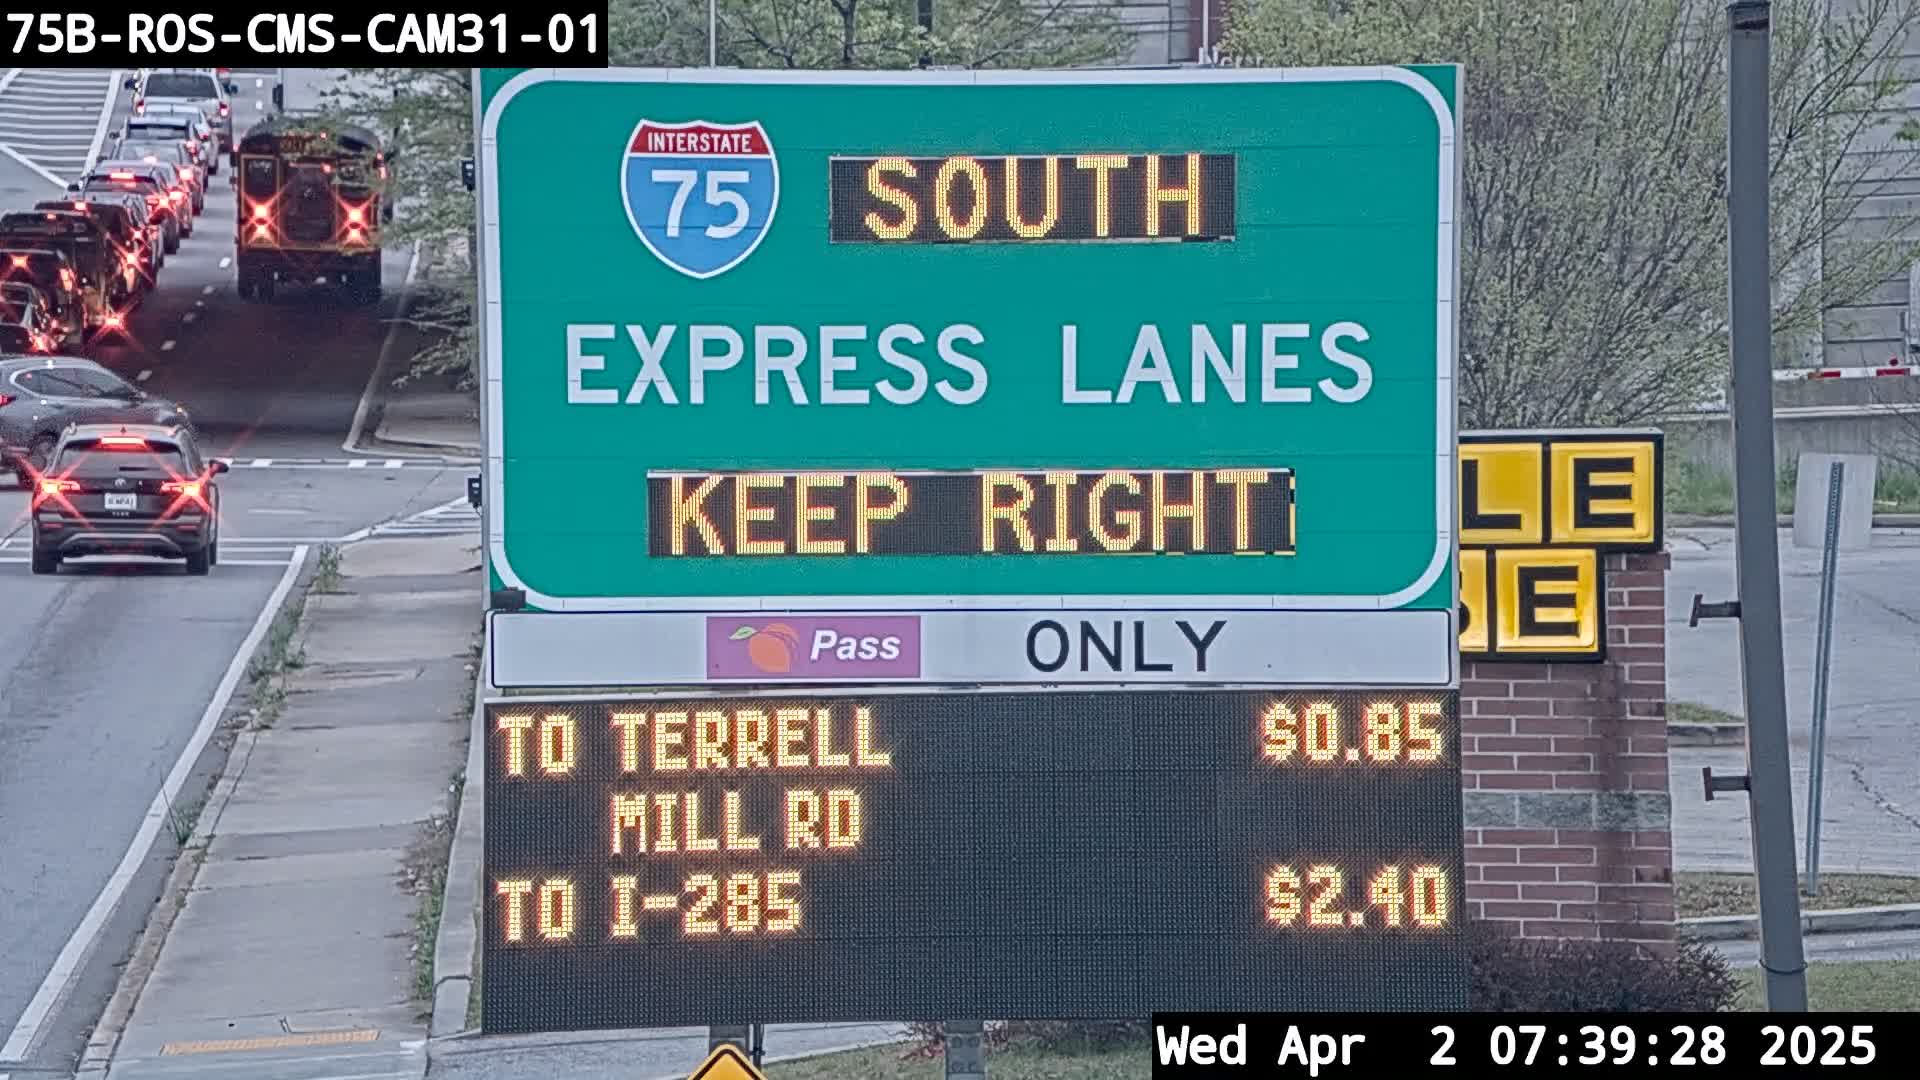 75B-ROS-CMS-CAM31-01
INTERSTATE
75
SOUTH
EXPRESS LANES
KEEP RIGHT
Pass ONLY
LE
E
TO TERRELL $0.85
MILL RD
TO I-285 $2.40
Wed Apr 2 07:39:28 2025